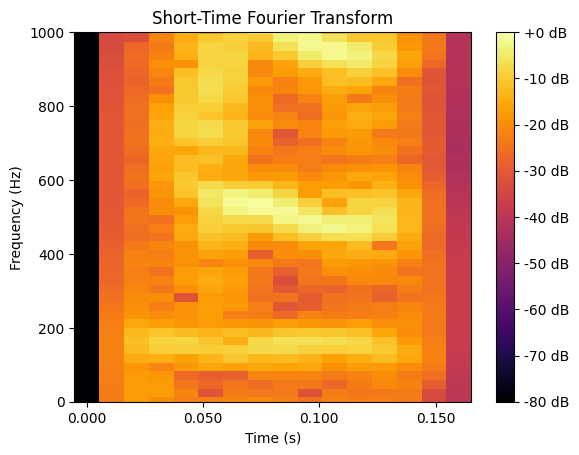 Short-Time Fourier Transform
Frequency (Hz)
1000
800
600
400
200
0
0.000
0.050
0.100
0.150
Time (s)
+0 dB
-10 dB
-20 dB
-30 dB
-40 dB
-50 dB
-60 dB
-70 dB
-80 dB